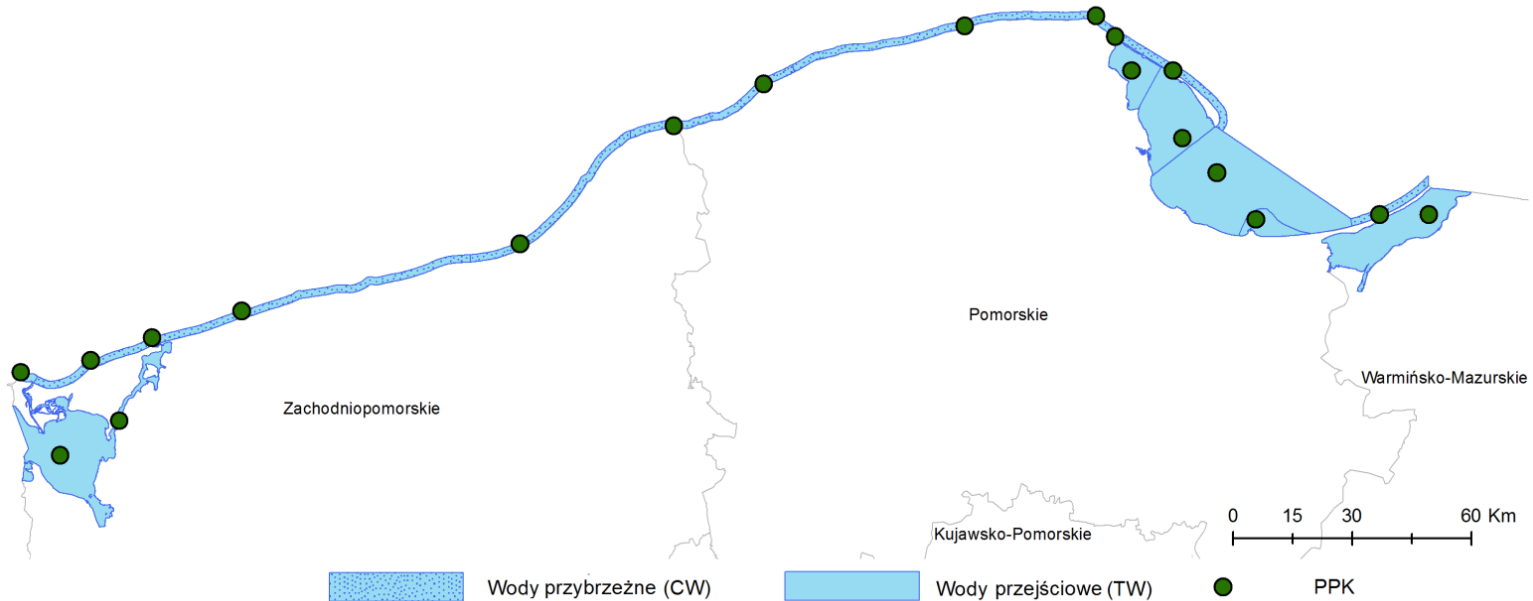 Pomorskie
Warmińsko-Mazurskie
Zachodniopomorskie
0 15 30 60 Km
Kujawsko-Pomorskie
Wody przybrzeżne (CW) Wody przejściowe (TW) PPK